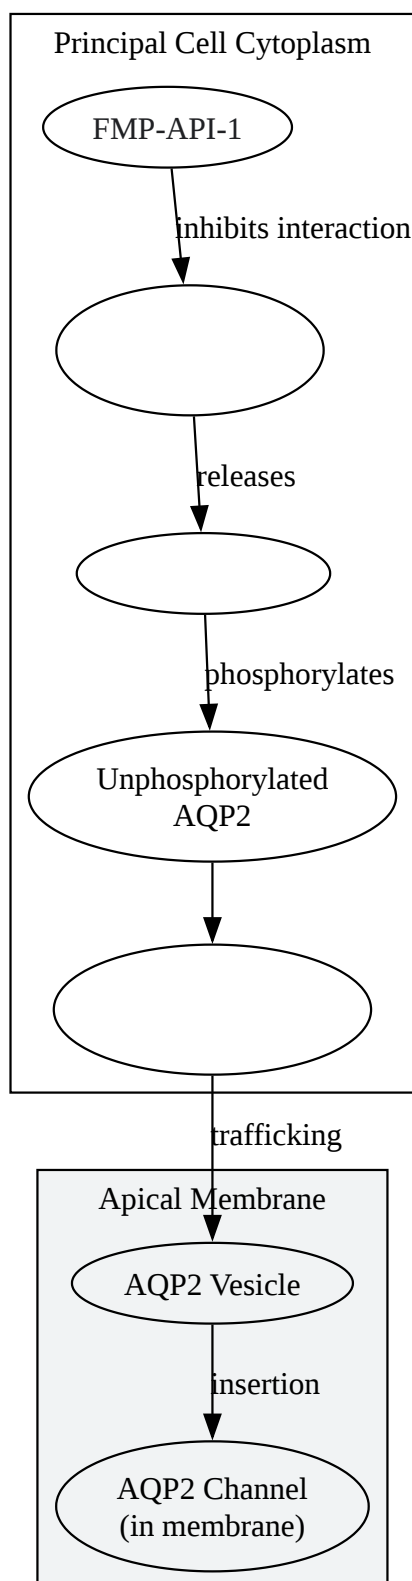 Principal Cell Cytoplasm
FMP-API-1
inhibits interaction
releases
phosphorylates
Unphosphorylated
AQP2
trafficking
Apical Membrane
AQP2 Vesicle
insertion
AQP2 Channel
(in membrane)